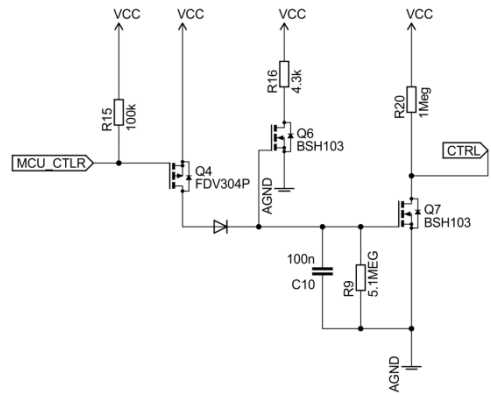 VCC
VCC
VCC
VCC
R15
100k
R16
4.3k
R20
1Meg
MCU_CTLR
Q4
FDV304P
Q6
BSH103
CTRL
AGND
Q7
BSH103
100n
C10
R9
5.1MEG
AGND